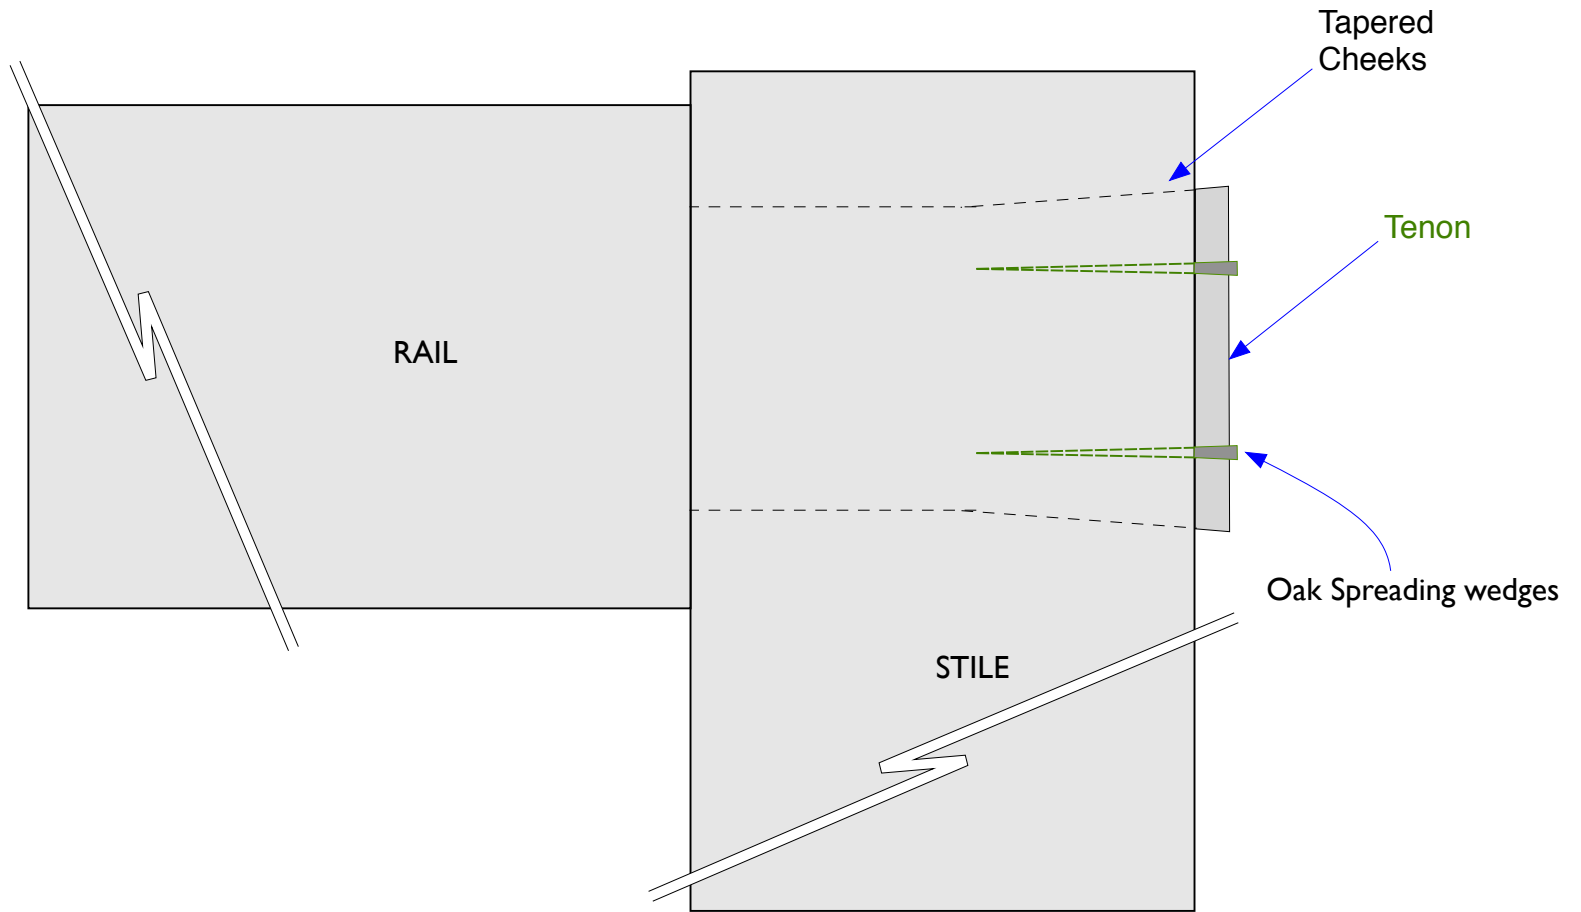 Tapered
Cheeks
Tenon
RAIL
Oak Spreading wedges
STILE